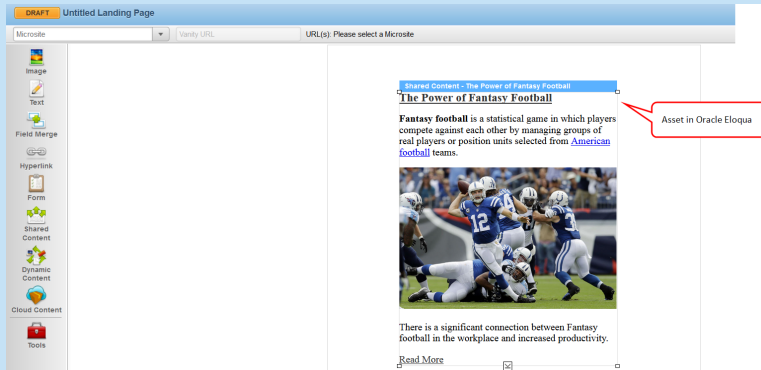 DRAFT Untitled Landing Page
Microsite Vanity URL URL(s): Please select a Microsite
Image
Text
Field Merge
Hyperlink
Form
Shared
Content
Dynamic
Content
Cloud Content
Tools
Shared Content - The Power of Fantasy Football
The Power of Fantasy Football
Fantasy football is a statistical game in which players
compete against each other by managing groups of
real players or position units selected from American
football teams.
12
There is a significant connection between Fantasy
football in the workplace and increased productivity.
Read More
Asset in Oracle Eloqua